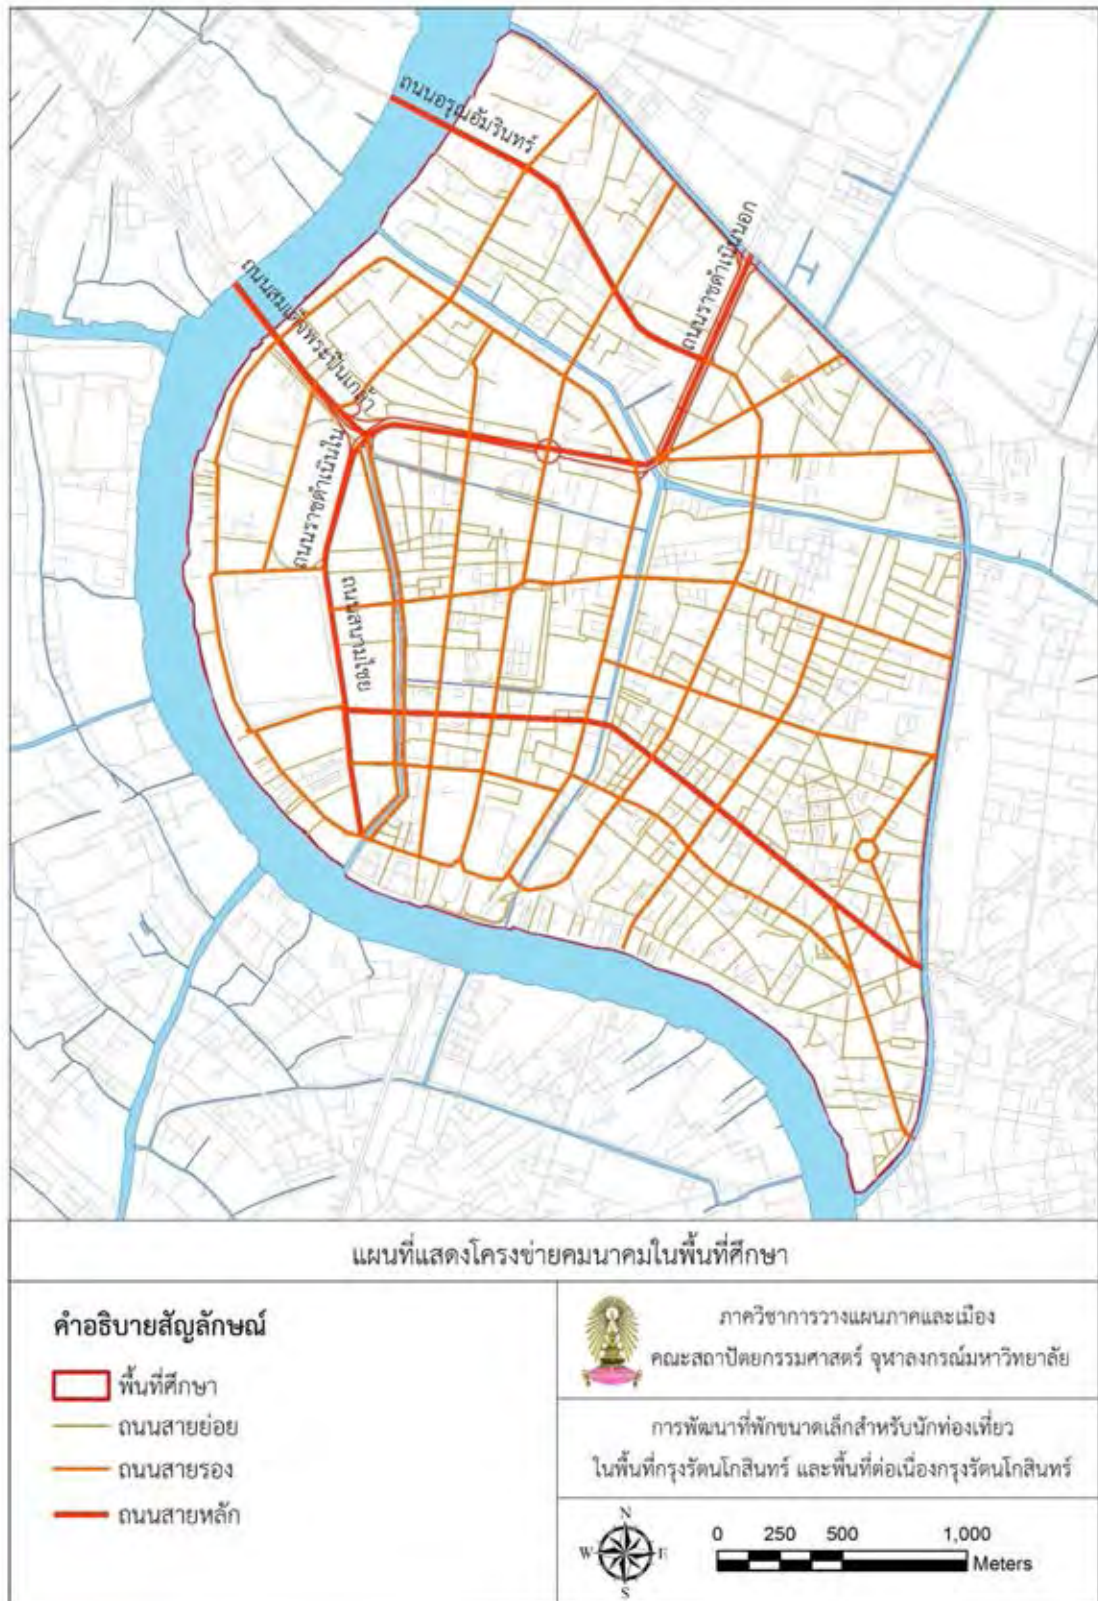 ถนนอรุณอัมรินทร์
ถนนราชดำเนินนอก
ถนนสมเด็จพระปิ่นเกล้า
ถนนราชดำเนินใน
ถนนสนามไชย
แผนที่แสดงโครงข่ายคมนาคมในพื้นที่ศึกษา
คำอธิบายสัญลักษณ์
พื้นที่ศึกษา
ถนนสายย่อย
ถนนสายรอง
ถนนสายหลัก
ภาควิชาการวางแผนภาคและเมือง
คณะสถาปัตยกรรมศาสตร์ จุฬาลงกรณ์มหาวิทยาลัย
การพัฒนาที่พักขนาดเล็กสำหรับนักท่องเที่ยว
ในพื้นที่กรุงรัตนโกสินทร์ และพื้นที่ต่อเนื่องกรุงรัตนโกสินทร์
N
W E
S
0 250 500 1,000
Meters